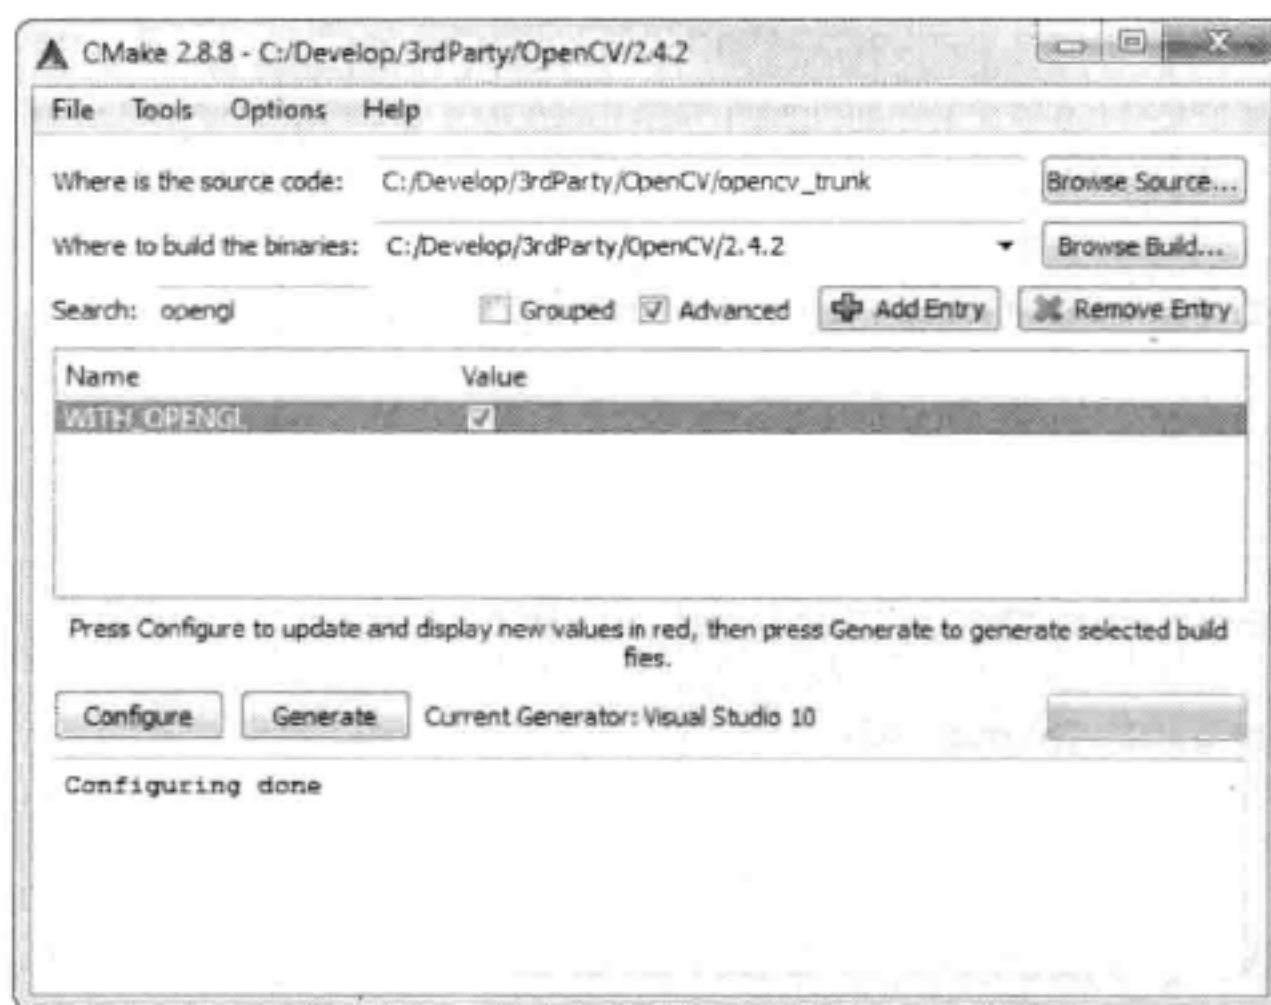 CMake 2.8.8 - C:/Develop/3rdParty/OpenCV/2.4.2
File Tools Options Help
Where is the source code: C:/Develop/3rdParty/OpenCV/opencv_trunk Browse Source...
Where to build the binaries: C:/Develop/3rdParty/OpenCV/2.4.2 Browse Build...
Search: opengl Grouped Advanced Add Entry Remove Entry
Name Value
WITH_OPENGL
Press Configure to update and display new values in red, then press Generate to generate selected build
files.
Configure Generate Current Generator: Visual Studio 10
Configuring done